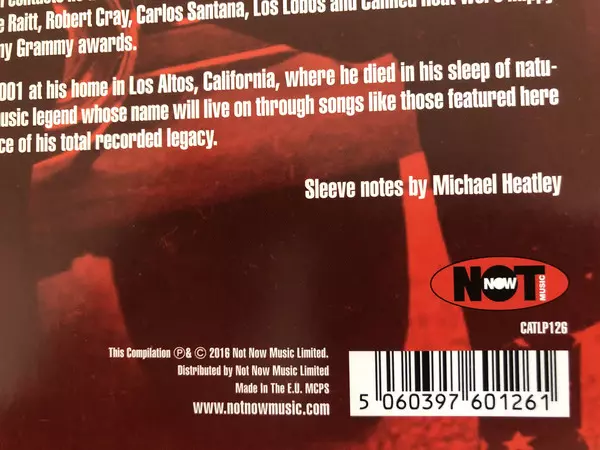 e Raitt, Robert Cray, Carlos Santana, Los Lobos and Canned Heat were happy
ny Grammy awards.
001 at his home in Los Altos, California, where he died in his sleep of natu-
usic legend whose name will live on through songs like those featured here
ce of his total recorded legacy.
Sleeve notes by Michael Heatley
NOT NOW MUSIC
CATLP126
This Compilation ℗& © 2016 Not Now Music Limited.
Distributed by Not Now Music Limited
Made In The E.U. MCPS
www.notnowmusic.com
5 060397 601261